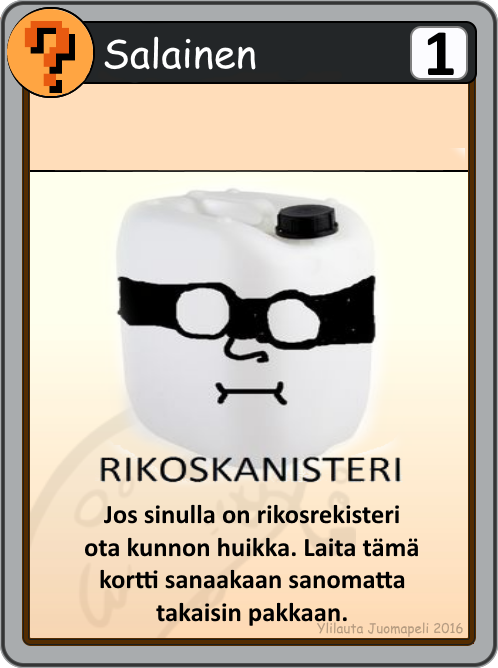 Salainen
1
RIKOSKANISTERI
Jos sinulla on rikosrekisteri
ota kunnon huikka. Laita tämä
kortti sanaakaan sanomatta
takaisin pakkaan.
Ylilauta Juomapeli 2016